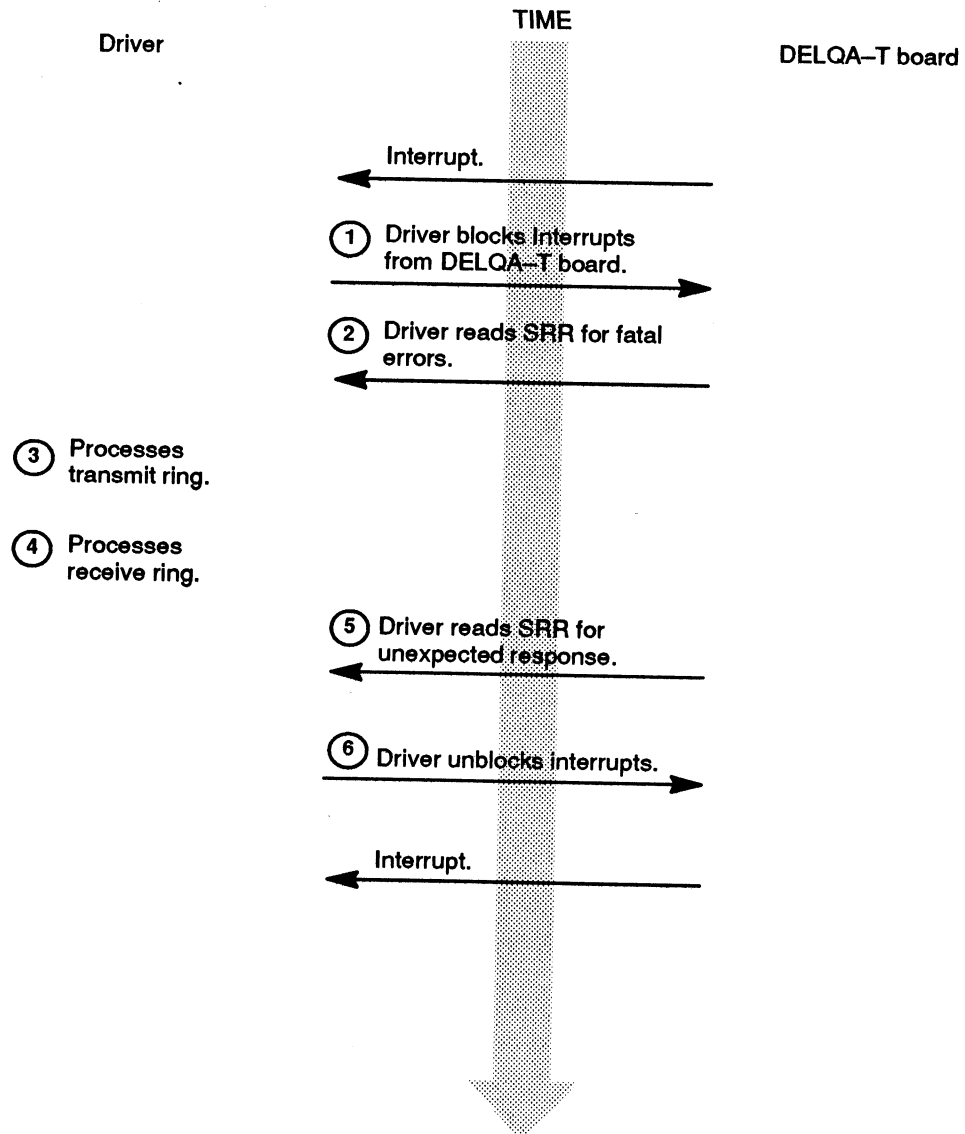 TIME
Driver
DELQA–T board
Interrupt.
1 Driver blocks Interrupts
from DELQA–T board.
2 Driver reads SRR for fatal
errors.
3 Processes
transmit ring.
4 Processes
receive ring.
5 Driver reads SRR for
unexpected response.
6 Driver unblocks interrupts.
Interrupt.